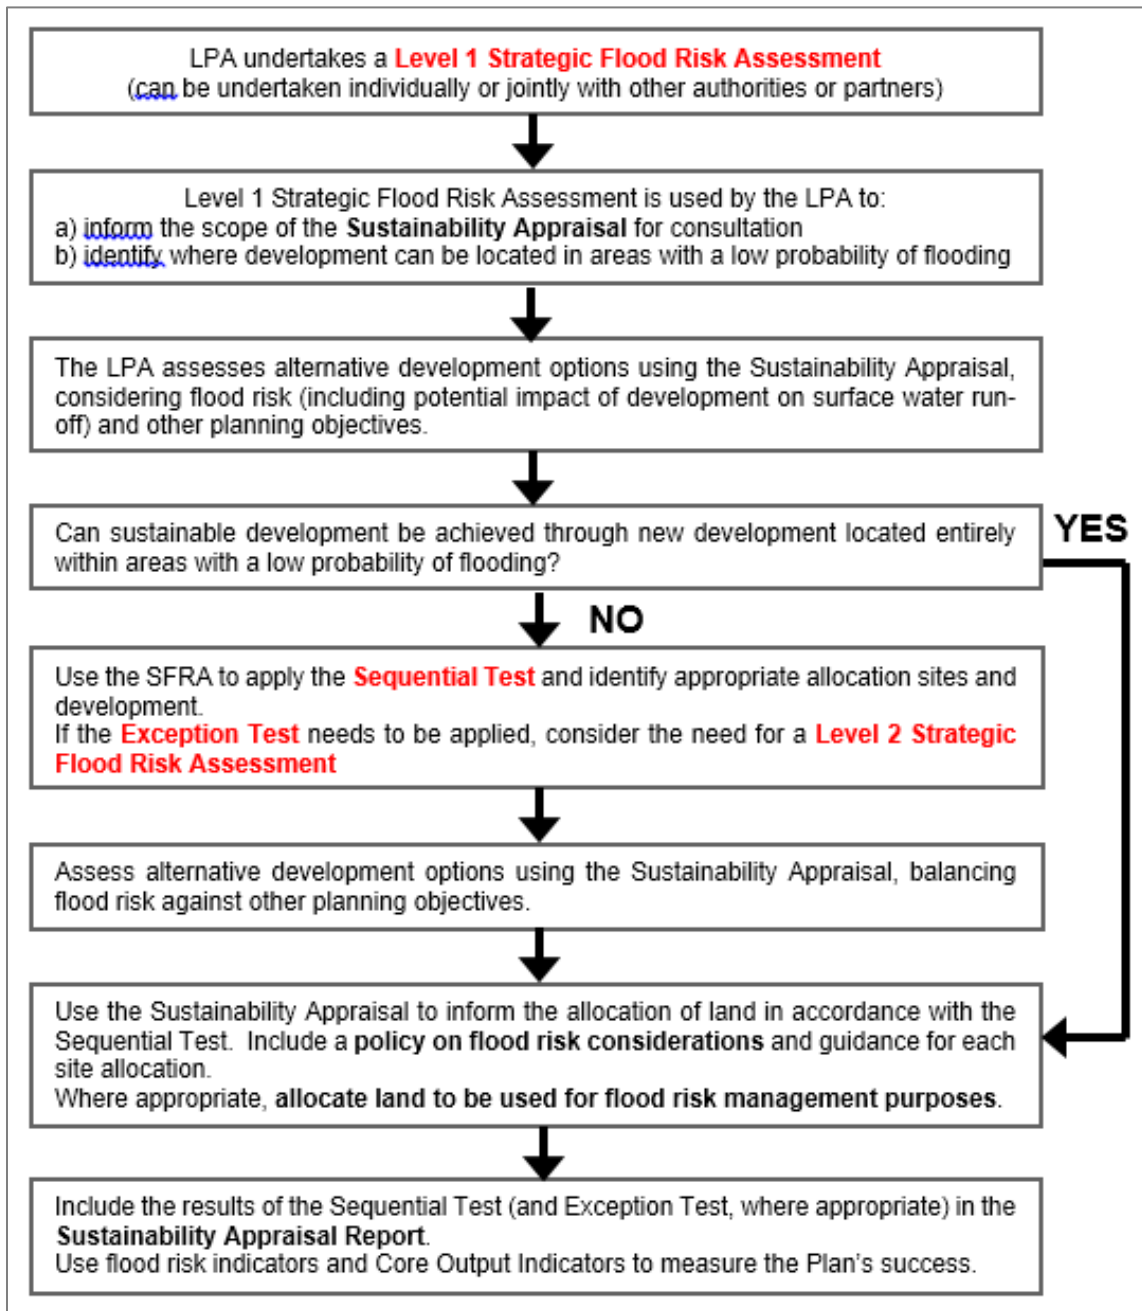 LPA undertakes a Level 1 Strategic Flood Risk Assessment
(can be undertaken individually or jointly with other authorities or partners)
Level 1 Strategic Flood Risk Assessment is used by the LPA to:
a) inform the scope of the Sustainability Appraisal for consultation
b) identify where development can be located in areas with a low probability of flooding
The LPA assesses alternative development options using the Sustainability Appraisal,
considering flood risk (including potential impact of development on surface water run-
off) and other planning objectives.
Can sustainable development be achieved through new development located entirely
within areas with a low probability of flooding?
YES
NO
Use the SFRA to apply the Sequential Test and identify appropriate allocation sites and
development.
If the Exception Test needs to be applied, consider the need for a Level 2 Strategic
Flood Risk Assessment
Assess alternative development options using the Sustainability Appraisal, balancing
flood risk against other planning objectives.
Use the Sustainability Appraisal to inform the allocation of land in accordance with the
Sequential Test. Include a policy on flood risk considerations and guidance for each
site allocation.
Where appropriate, allocate land to be used for flood risk management purposes.
Include the results of the Sequential Test (and Exception Test, where appropriate) in the
Sustainability Appraisal Report.
Use flood risk indicators and Core Output Indicators to measure the Plan's success.